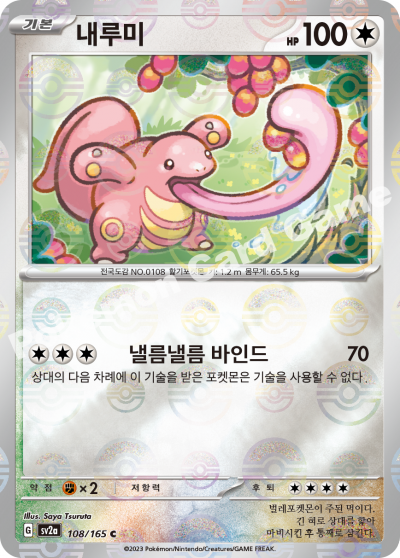 기본 내루미 HP 100
Pokémon Card Game
전국도감 NO.0108 핥기포켓몬 키: 1.2 m 몸무게: 65.5 kg
낼름낼름 바인드 70
상대의 다음 차례에 이 기술을 받은 포켓몬은 기술을 사용할 수 없다.
약점 ×2 저항력 후퇴
Illus. Saya Tsuruta
G sv2a 108/165 C
벌레포켓몬이 주된 먹이다.
긴 혀로 상대를 핥아
마비시킨 후 통째로 삼킨다.
©2023 Pokémon/Nintendo/Creatures/GAME FREAK.